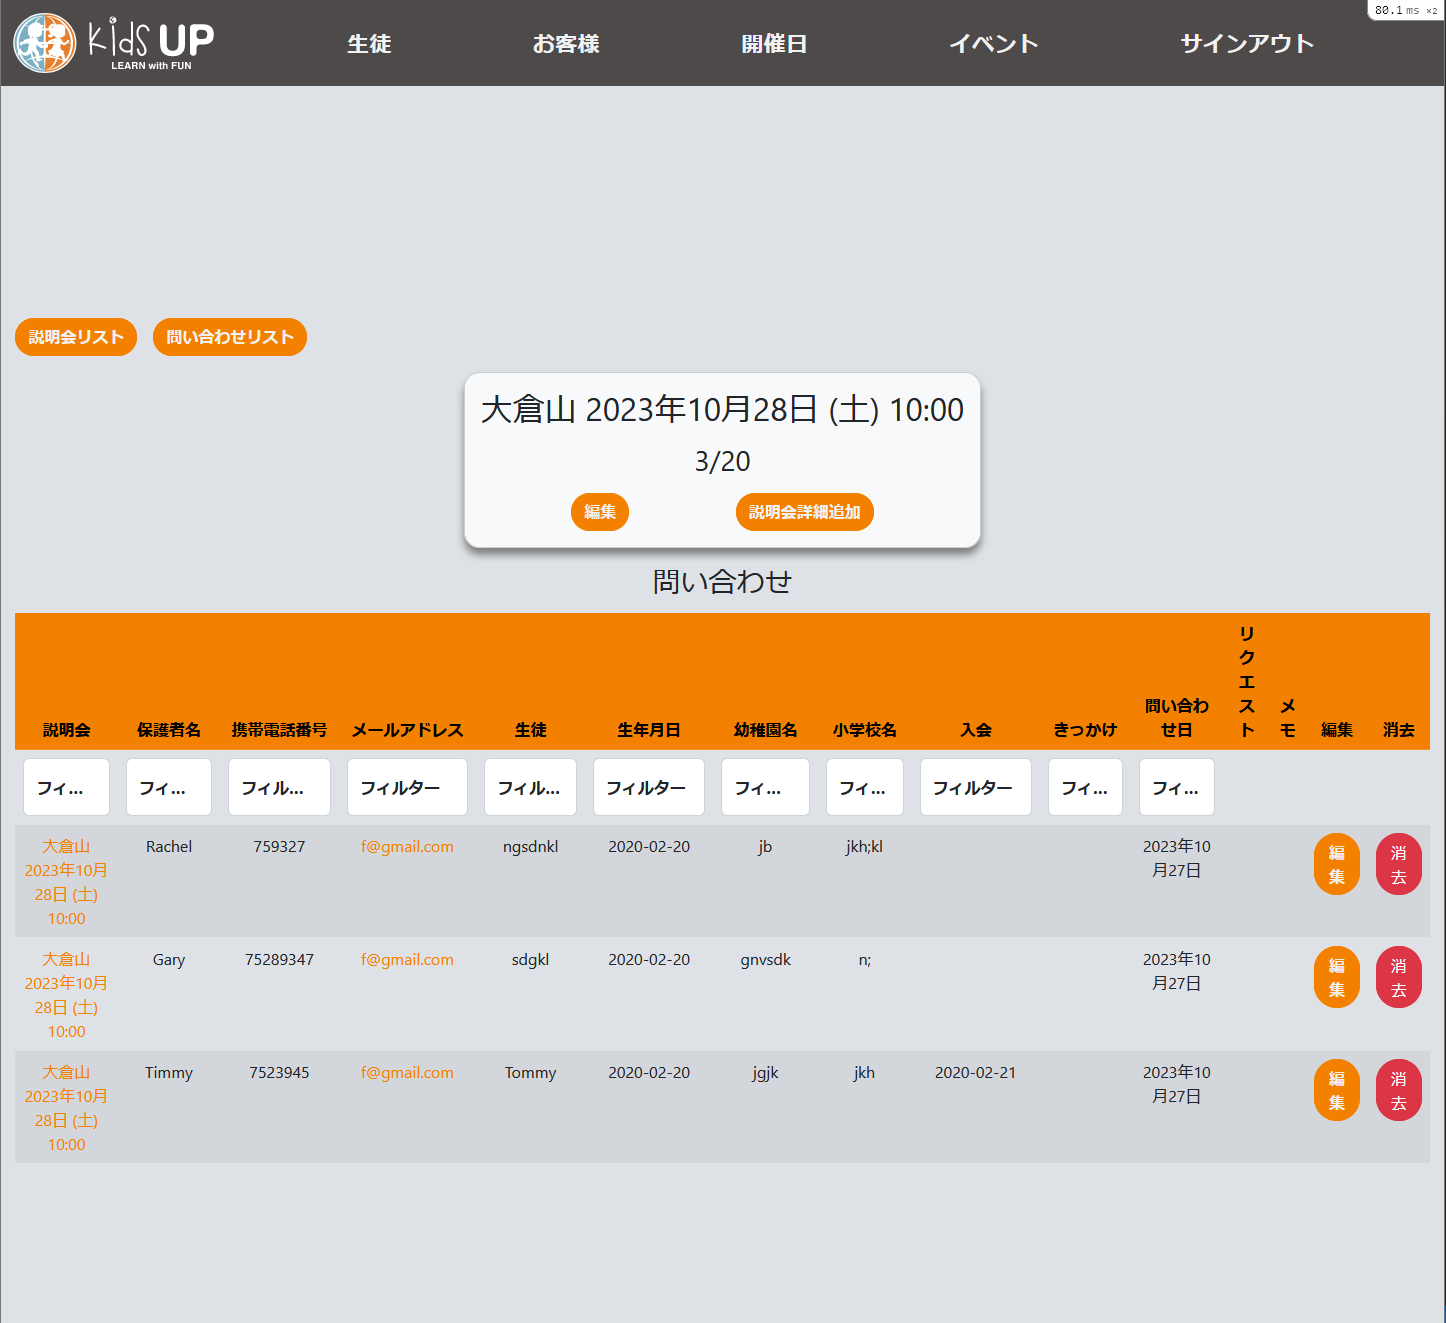 80.1 ms ×2
Kids UP
LEARN with FUN
生徒
お客様
開催日
イベント
サインアウト
説明会リスト
問い合わせリスト
大倉山 2023年10月28日 (土) 10:00
3/20
編集
説明会詳細追加
問い合わせ
説明会
保護者名
携帯電話番号
メールアドレス
生徒
生年月日
幼稚園名
小学校名
入会
きっかけ
問い合わ
せ日
リ
ク
エ
ス
ト
メ
モ
編集
消去
フィ...
フィ...
フィル...
フィルター
フィル...
フィルター
フィ...
フィ...
フィルター
フィ...
フィ...
大倉山
2023年10月
28日 (土)
10:00
Rachel
759327
f@gmail.com
ngsdnkl
2020-02-20
jb
jkh;kl
2023年10
月27日
編
集
消
去
大倉山
2023年10月
28日 (土)
10:00
Gary
75289347
f@gmail.com
sdgkl
2020-02-20
gnvsdk
n;
2023年10
月27日
編
集
消
去
大倉山
2023年10月
28日 (土)
10:00
Timmy
7523945
f@gmail.com
Tommy
2020-02-20
jgjk
jkh
2020-02-21
2023年10
月27日
編
集
消
去